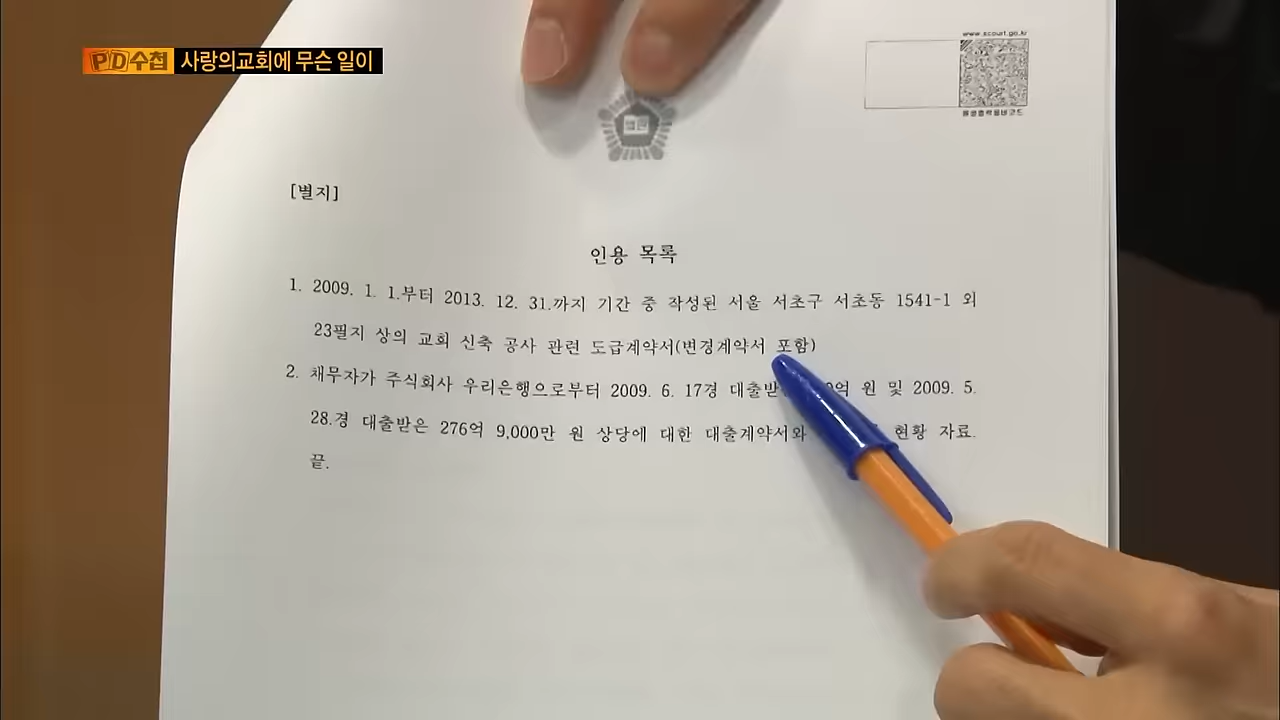 PD수첩 사랑의교회에 무슨 일이
www.scourt.go.kr
[별지]
인용 목록
1. 2009. 1. 1.부터 2013. 12. 31.까지 기간 중 작성된 서울 서초구 서초동 1541-1 외
23필지 상의 교회 신축 공사 관련 도급계약서(변경계약서 포함)
2. 채무자가 주식회사 우리은행으로부터 2009. 6. 17경 대출받 0억 원 및 2009. 5.
28.경 대출받은 276억 9,000만 원 상당에 대한 대출계약서와 현황 자료.
끝.